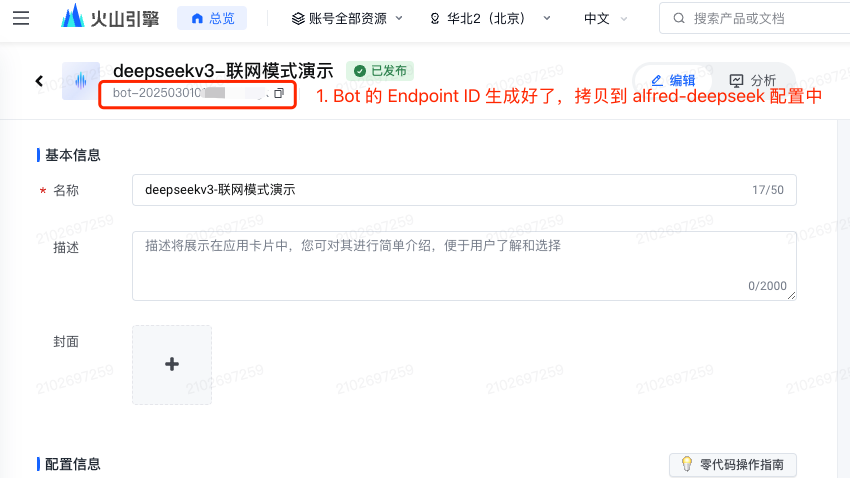 火山引擎 总览 账号全部资源 华北2（北京） 中文 搜索产品或文档
deepseekv3-联网模式演示 已发布
编辑 分析
bot-202503010
1. Bot 的 Endpoint ID 生成好了，拷贝到 alfred-deepseek 配置中
基本信息
* 名称
deepseekv3-联网模式演示 17/50
描述
描述将展示在应用卡片中，您可对其进行简单介绍，便于用户了解和选择
0/2000
封面
配置信息
零代码操作指南
2102697259